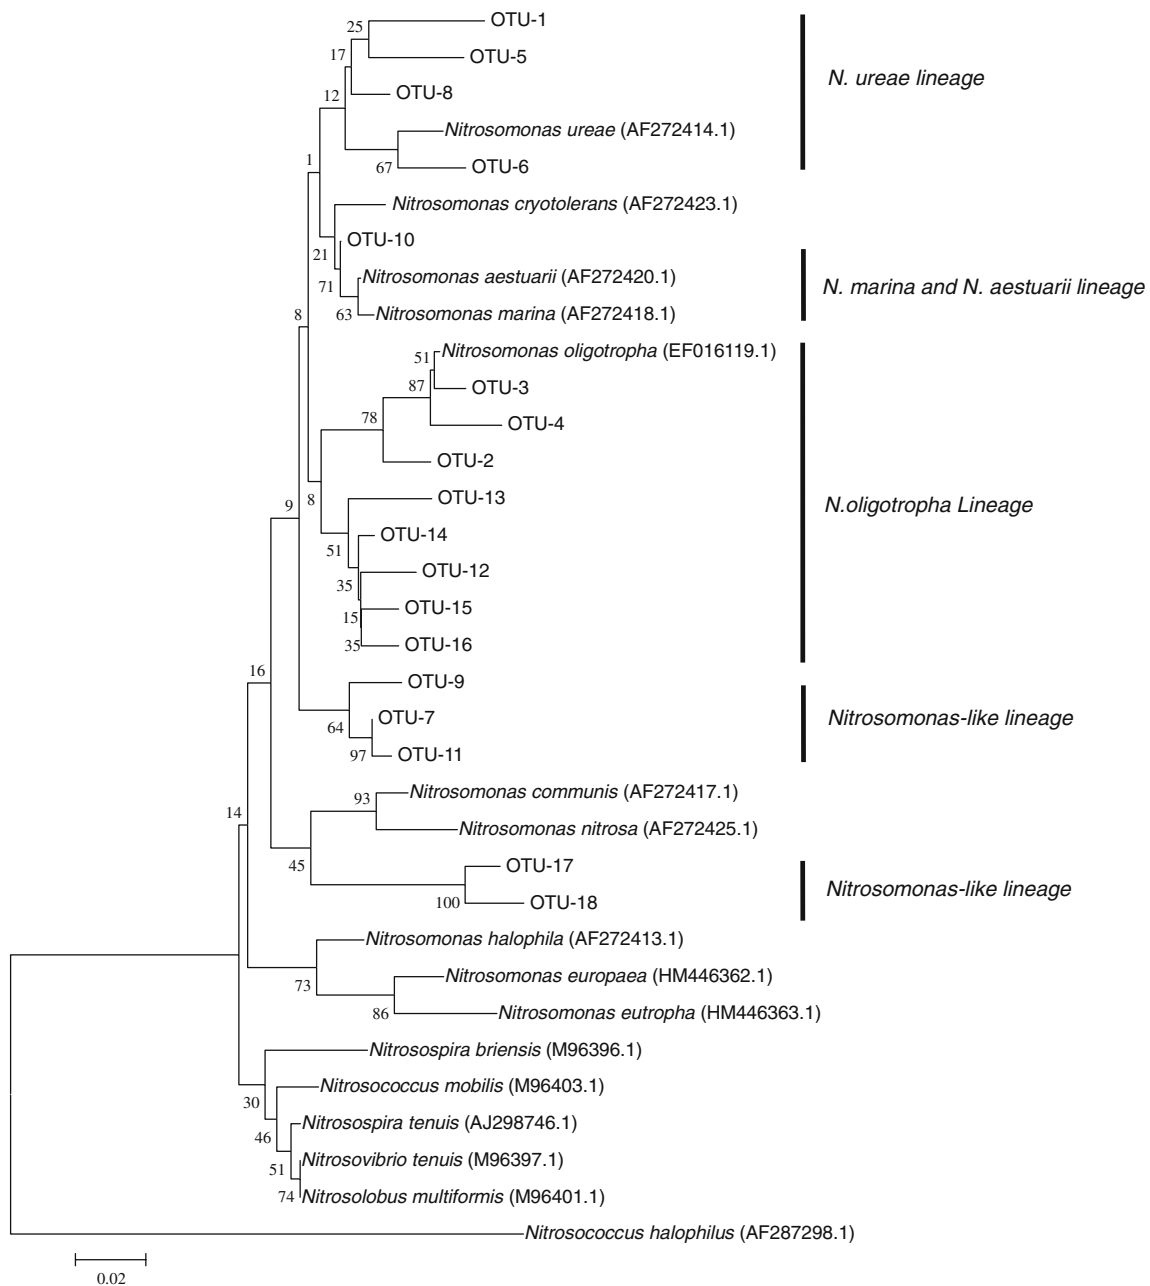 25
OTU-1
17
OTU-5
12
OTU-8
N. ureae lineage
Nitrosomonas ureae (AF272414.1)
67
OTU-6
1
Nitrosomonas cryotolerans (AF272423.1)
21
OTU-10
71
Nitrosomonas aestuarii (AF272420.1)
N. marina and N. aestuarii lineage
63
Nitrosomonas marina (AF272418.1)
8
51
Nitrosomonas oligotropha (EF016119.1)
87
OTU-3
78
OTU-4
OTU-2
8
OTU-13
9
51
OTU-14
N.oligotropha Lineage
35
OTU-12
15
OTU-15
35
OTU-16
16
OTU-9
64
OTU-7
Nitrosomonas-like lineage
97
OTU-11
14
93
Nitrosomonas communis (AF272417.1)
Nitrosomonas nitrosa (AF272425.1)
45
OTU-17
Nitrosomonas-like lineage
100
OTU-18
Nitrosomonas halophila (AF272413.1)
73
Nitrosomonas europaea (HM446362.1)
86
Nitrosomonas eutropha (HM446363.1)
Nitrosospira briensis (M96396.1)
30
Nitrosococcus mobilis (M96403.1)
46
Nitrosospira tenuis (AJ298746.1)
51
Nitrosovibrio tenuis (M96397.1)
74
Nitrosolobus multiformis (M96401.1)
Nitrosococcus halophilus (AF287298.1)
0.02